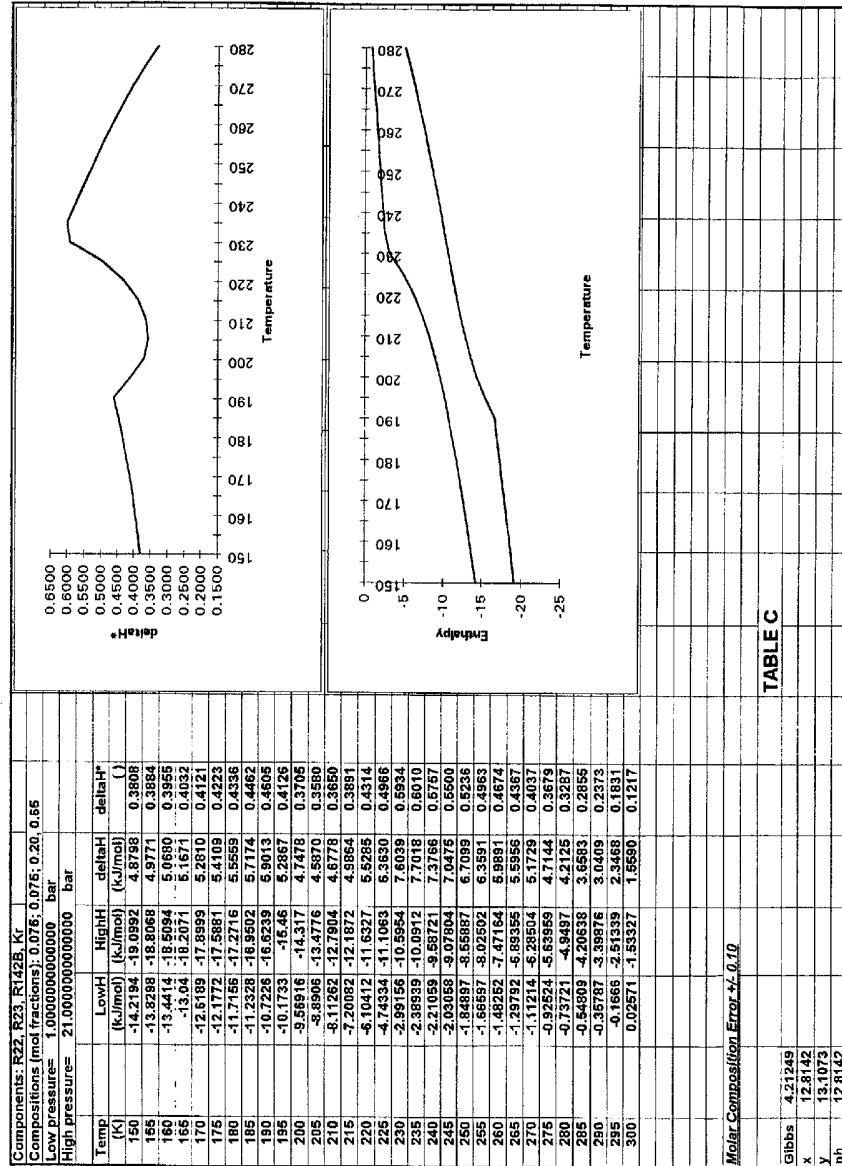 Components: R22, R23, R142B, Kr
Compositions (mol fractions): 0.075; 0.075; 0.20, 0.65
Low pressure= 1.0000000000000 bar
High pressure= 21.0000000000000 bar
Temp LowH HighH deltaH deltaH*
(K) (kJ/mol) (kJ/mol) (kJ/mol) ( )
150 -14.2194 -19.0992 4.8798 0.3808
155 -13.8298 -18.8068 4.9771 0.3884
160 -13.4414 -18.5094 5.0680 0.3955
165 -13.04 -18.2071 5.1671 0.4032
170 -12.6189 -17.8999 5.2810 0.4121
175 -12.1772 -17.5881 5.4109 0.4223
180 -11.7156 -17.2716 5.5559 0.4336
185 -11.2328 -16.9502 5.7174 0.4462
190 -10.7226 -16.6239 5.9013 0.4605
195 -10.1733 -15.46 5.2867 0.4126
200 -9.56916 -14.317 4.7478 0.3705
205 -8.8906 -13.4776 4.5870 0.3580
210 -8.11262 -12.7904 4.6778 0.3650
215 -7.20082 -12.1872 4.9864 0.3891
220 -6.10412 -11.6327 5.5285 0.4314
225 -4.74334 -11.1063 6.3630 0.4966
230 -2.99156 -10.5954 7.6039 0.5934
235 -2.38939 -10.0912 7.7018 0.6010
240 -2.21059 -9.58721 7.3766 0.5757
245 -2.03058 -9.07804 7.0475 0.5500
250 -1.84897 -8.55887 6.7099 0.5236
255 -1.66597 -8.02502 6.3591 0.4963
260 -1.48262 -7.47164 5.9891 0.4674
265 -1.29792 -6.89355 5.5956 0.4367
270 -1.11214 -6.28504 5.1729 0.4037
275 -0.92524 -5.63959 4.7144 0.3679
280 -0.73721 -4.9497 4.2125 0.3287
285 -0.54809 -4.20638 3.6583 0.2855
290 -0.35787 -3.39876 3.0409 0.2373
295 -0.1666 -2.51339 2.3468 0.1831
300 0.02571 -1.53327 1.5590 0.1217
Molar Composition Error +/- 0.10
Gibbs 4.21249
x 12.8142
y 13.1073
nh 12.8142
deltaH*
0.6500
0.6000
0.5500
0.5000
0.4500
0.4000
0.3500
0.3000
0.2500
0.2000
0.1500
150 160 170 180 190 200 210 220 230 240 250 260 270 280
Temperature
Enthalpy
0
-5
-10
-15
-20
-25
150 160 170 180 190 200 210 220 230 240 250 260 270 280
Temperature
TABLE C